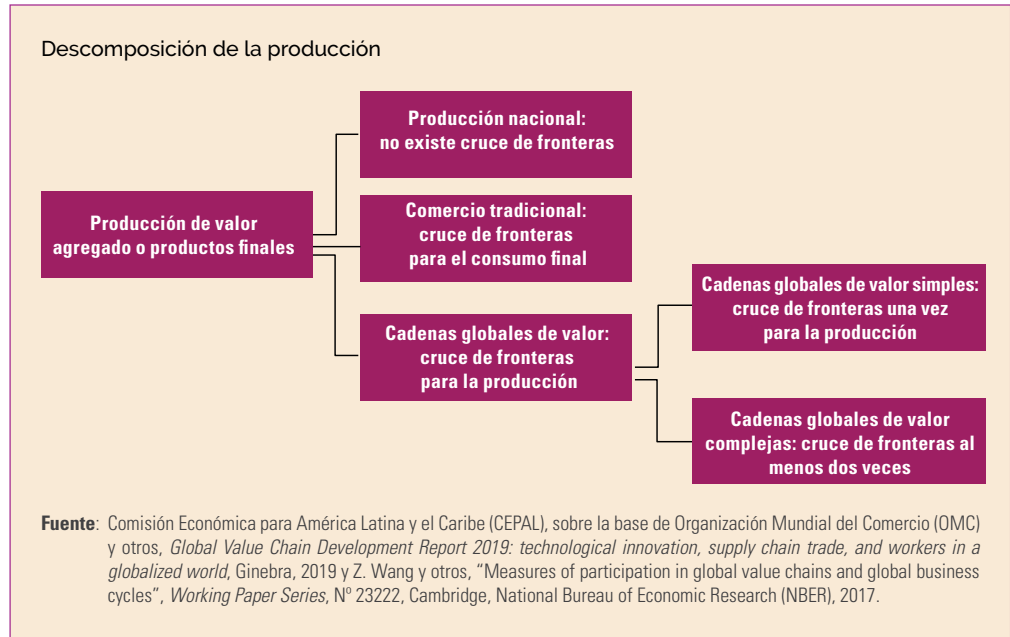 Descomposición de la producción
Producción nacional:
no existe cruce de fronteras
Producción de valor
agregado o productos finales
Comercio tradicional:
cruce de fronteras
para el consumo final
Cadenas globales de valor:
cruce de fronteras
para la producción
Cadenas globales de valor simples:
cruce de fronteras una vez
para la producción
Cadenas globales de valor
complejas: cruce de fronteras al
menos dos veces
Fuente: Comisión Económica para América Latina y el Caribe (CEPAL), sobre la base de Organización Mundial del Comercio (OMC)
y otros, Global Value Chain Development Report 2019: technological innovation, supply chain trade, and workers in a
globalized world, Ginebra, 2019 y Z. Wang y otros, “Measures of participation in global value chains and global business
cycles”, Working Paper Series, Nº 23222, Cambridge, National Bureau of Economic Research (NBER), 2017.